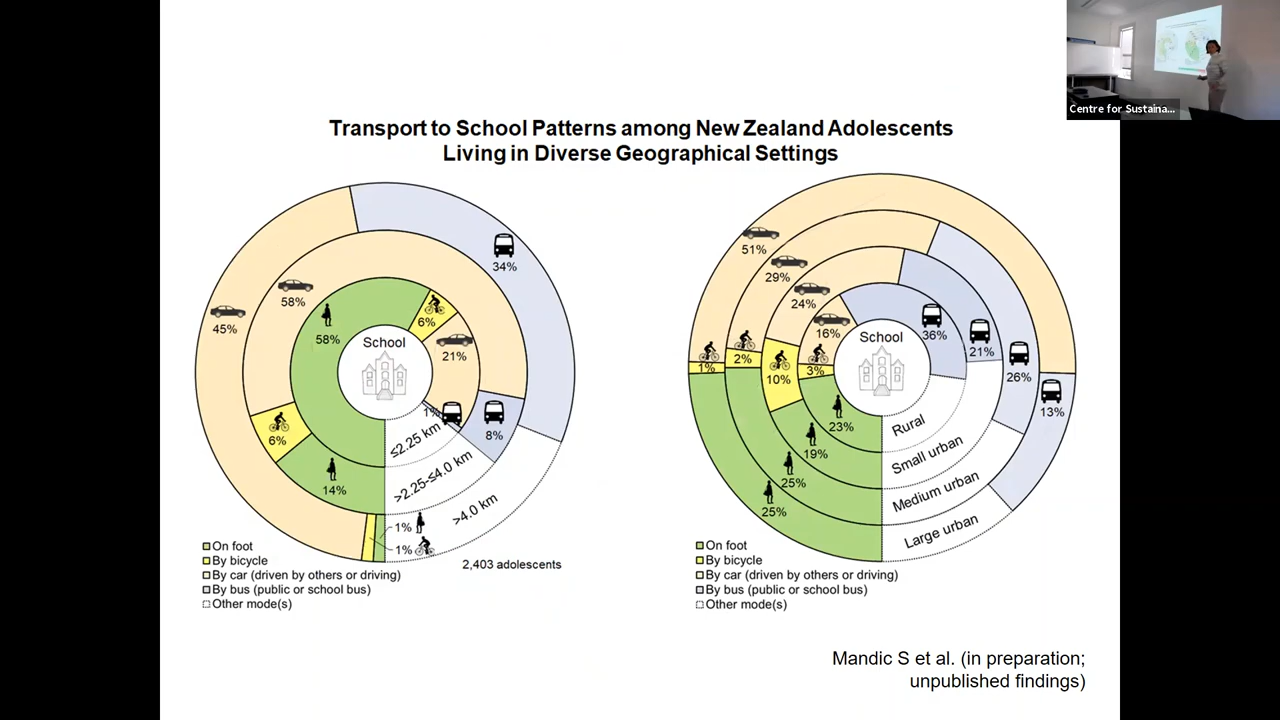 Centre for Sustaina...
Transport to School Patterns among New Zealand Adolescents
Living in Diverse Geographical Settings
34%
45%
58%
58%
6%
School
21%
1%
8%
6%
14%
≤2.25 km
>2.25-≤4.0 km
>4.0 km
1%
1%
2,403 adolescents
On foot
By bicycle
By car (driven by others or driving)
By bus (public or school bus)
Other mode(s)
51%
29%
24%
16%
School
36%
21%
26%
13%
1%
2%
10%
3%
23%
19%
25%
25%
Rural
Small urban
Medium urban
Large urban
On foot
By bicycle
By car (driven by others or driving)
By bus (public or school bus)
Other mode(s)
Mandic S et al. (in preparation;
unpublished findings)